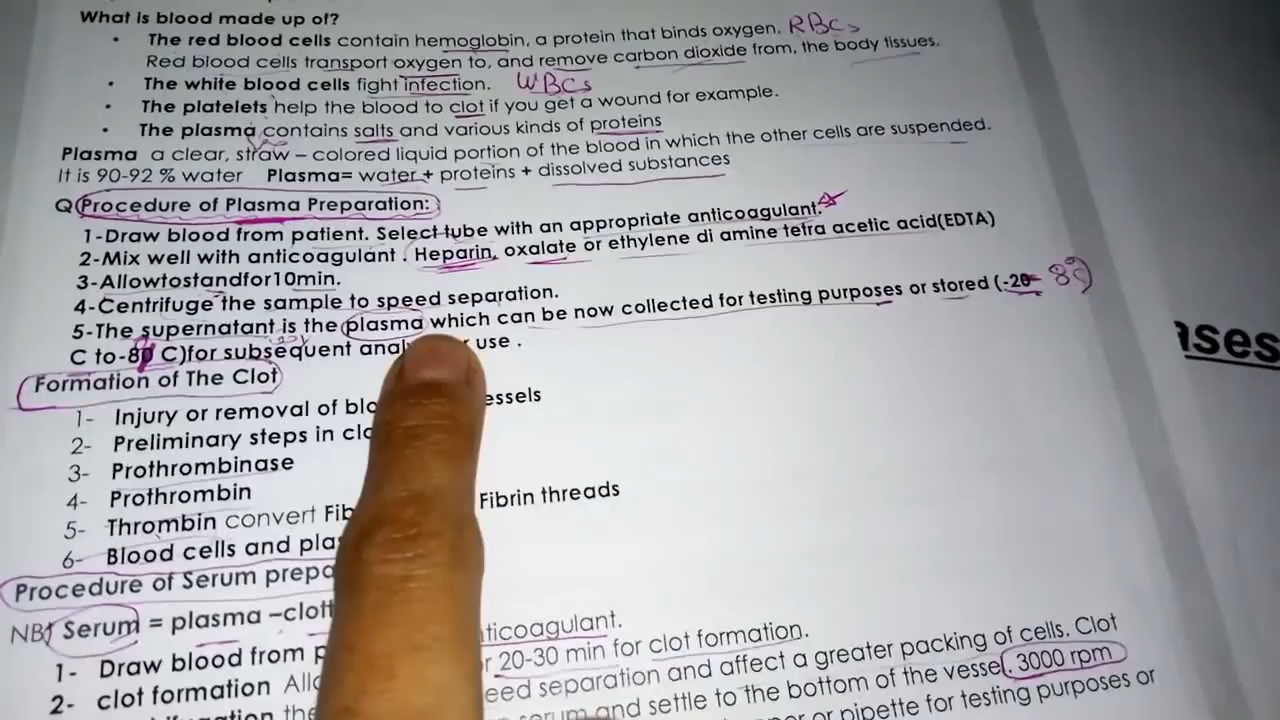 What is blood made up of?
• The red blood cells contain hemoglobin, a protein that binds oxygen. RBCs
Red blood cells transport oxygen to, and remove carbon dioxide from, the body tissues.
• The white blood cells fight infection. WBCs
• The platelets help the blood to clot if you get a wound for example.
• The plasma contains salts and various kinds of proteins
Plasma a clear, straw – colored liquid portion of the blood in which the other cells are suspended.
It is 90-92 % water Plasma= water + proteins + dissolved substances
Q Procedure of Plasma Preparation:
1-Draw blood from patient. Select tube with an appropriate anticoagulant.
2-Mix well with anticoagulant . Heparin, oxalate or ethylene di amine tetra acetic acid(EDTA)
3-Allowtostandfor10min.
4-Centrifuge the sample to speed separation.
5-The supernatant is the plasma which can be now collected for testing purposes or stored (-20
C to-8 C)for subsequent use .
Formation of The Clot
1- Injury or removal of
2- Preliminary steps in
3- Prothrombinase
4- Prothrombin
5- Thrombin convert Fibrin threads
6- Blood cells and
Procedure of Serum
NB Serum = plasma
1- Draw blood from
2- clot formation 20-30 min for clot formation.
separation and affect a greater packing of cells. Clot
the serum and settle to the bottom of the vessel. 3000 rpm
or pipette for testing purposes or
ases